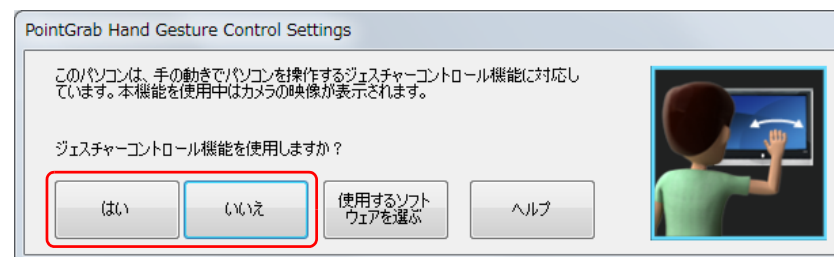 PointGrab Hand Gesture Control Settings
このパソコンは、手の動きでパソコンを操作するジェスチャーコントロール機能に対応し
ています。本機能を使用中はカメラの映像が表示されます。
ジェスチャーコントロール機能を使用しますか？
はい
いいえ
使用するソフト
ウェアを選ぶ
ヘルプ